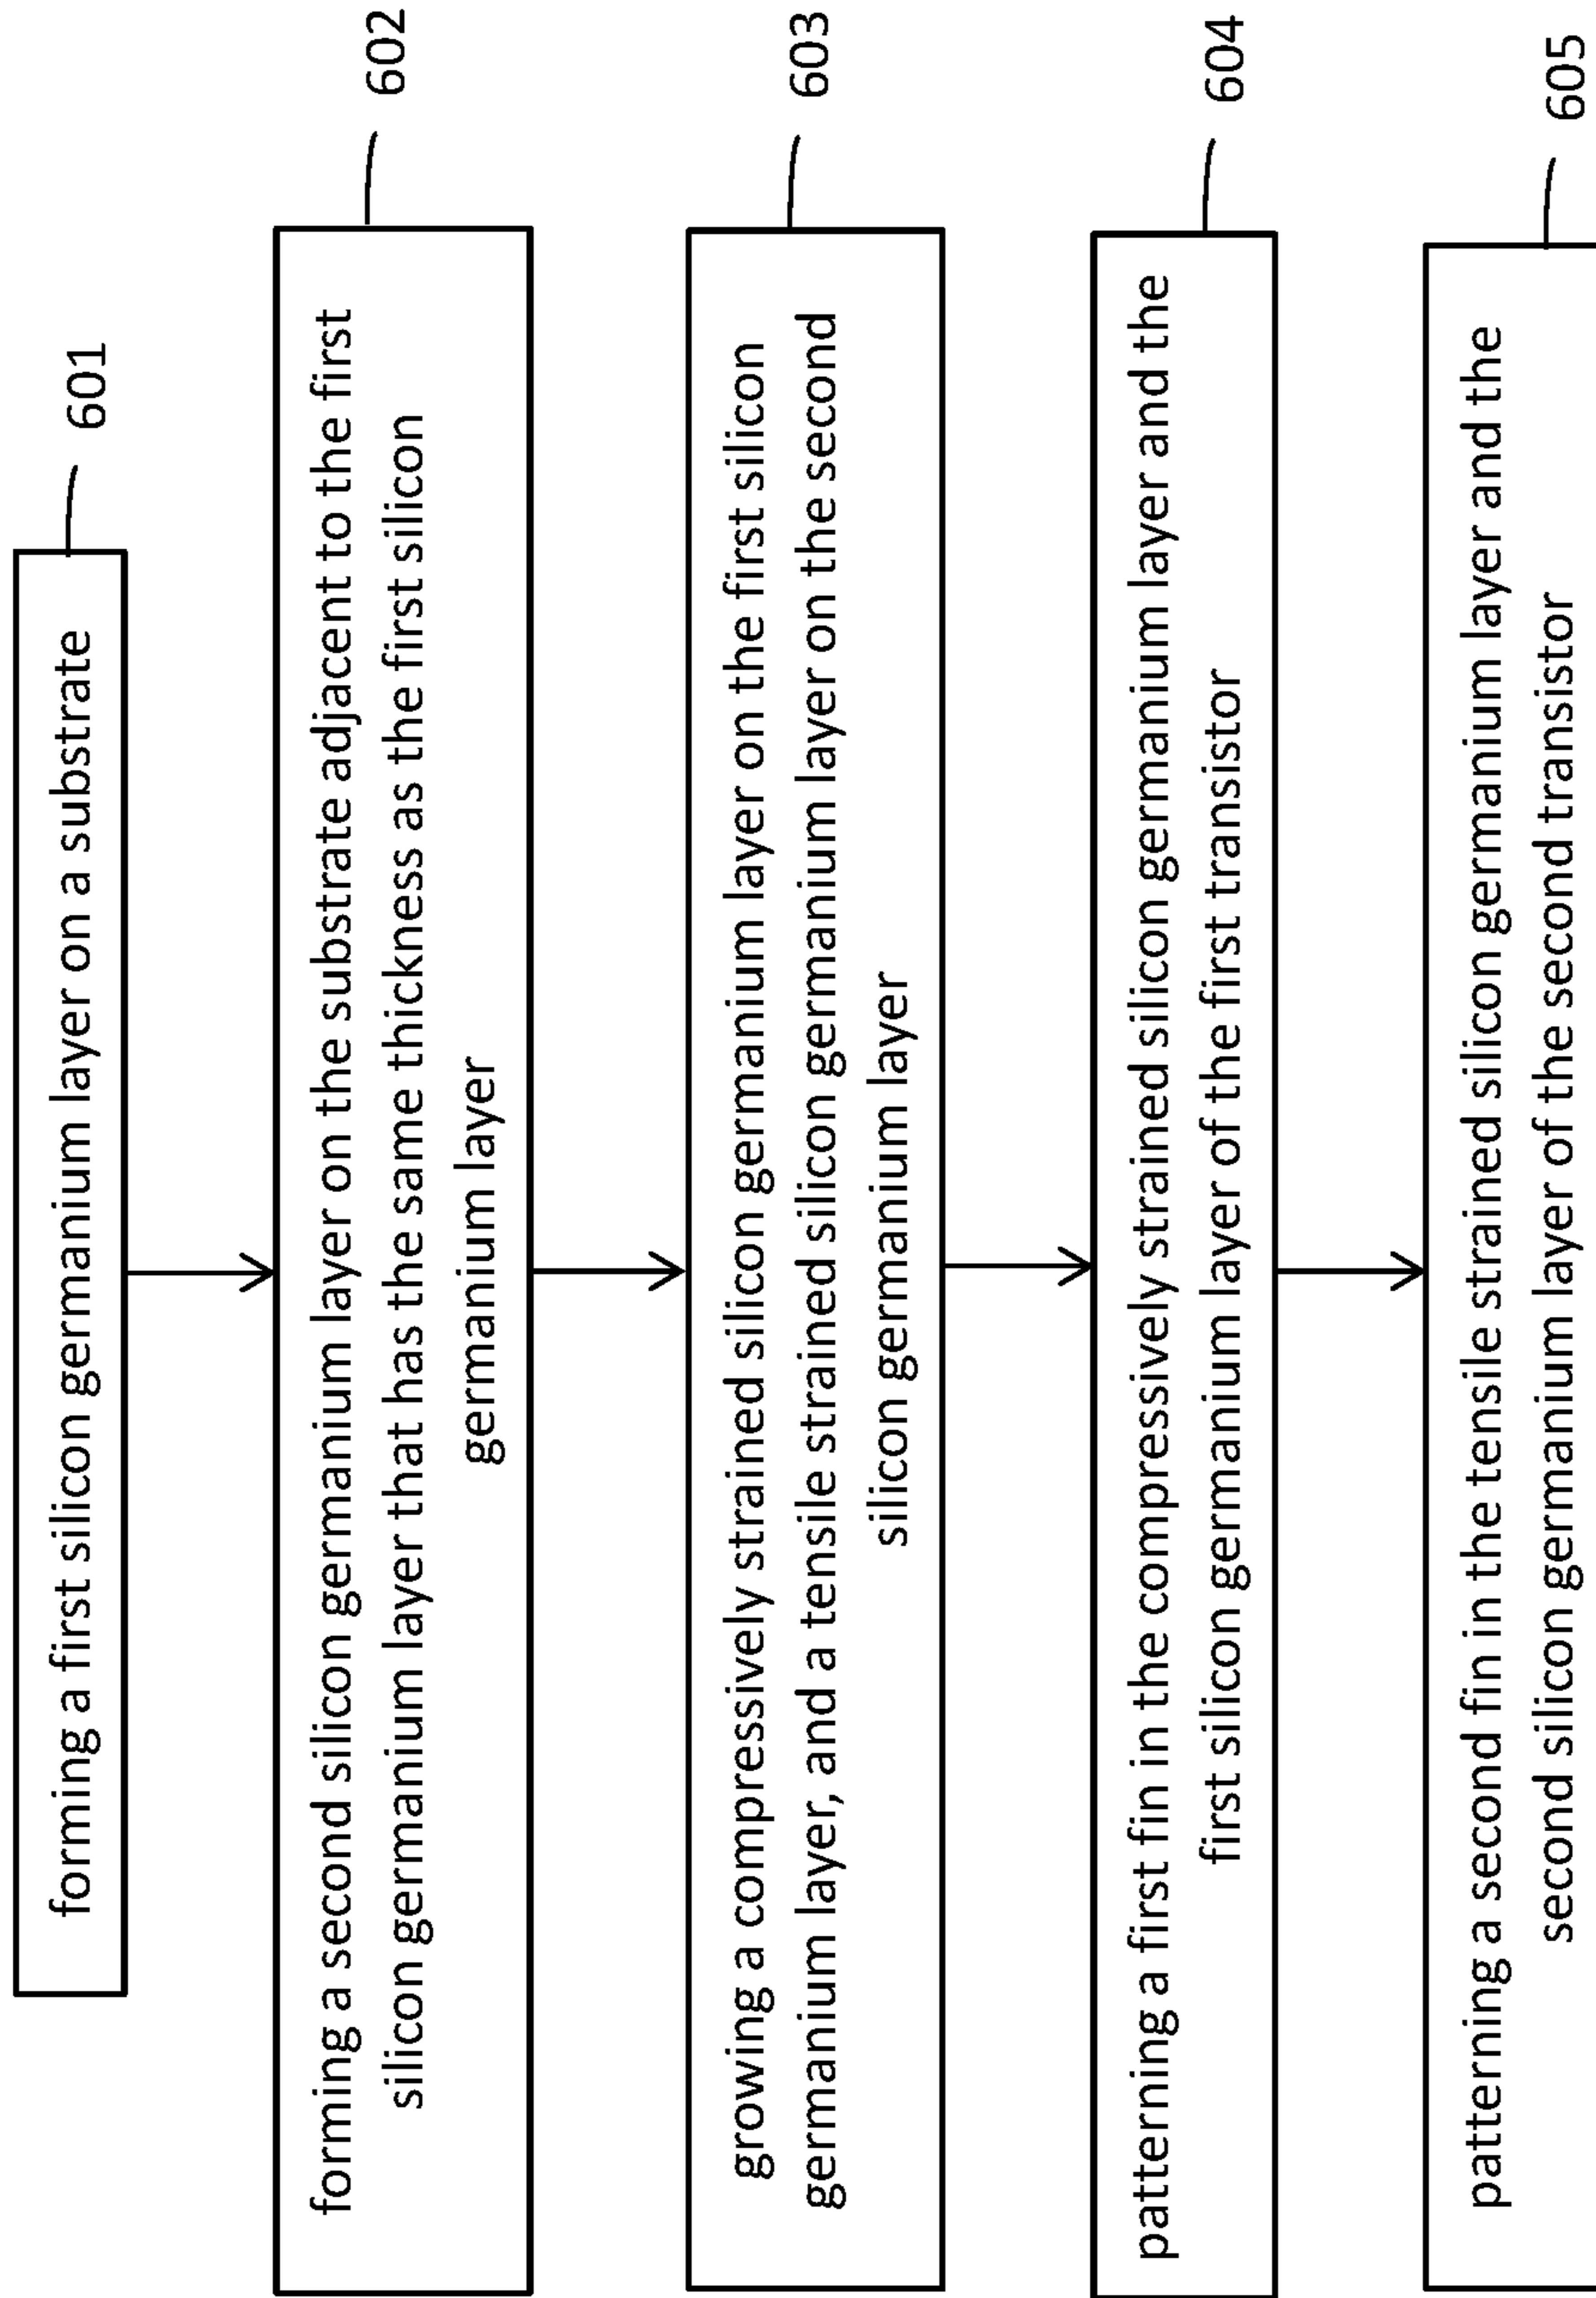 forming a first silicon germanium layer on a substrate
601
forming a second silicon germanium layer on the substrate adjacent to the first
silicon germanium layer that has the same thickness as the first silicon
germanium layer
602
growing a compressively strained silicon germanium layer on the first silicon
germanium layer, and a tensile strained silicon germanium layer on the second
silicon germanium layer
603
patterning a first fin in the compressively strained silicon germanium layer and the
first silicon germanium layer of the first transistor
604
patterning a second fin in the tensile strained silicon germanium layer and the
second silicon germanium layer of the second transistor
605